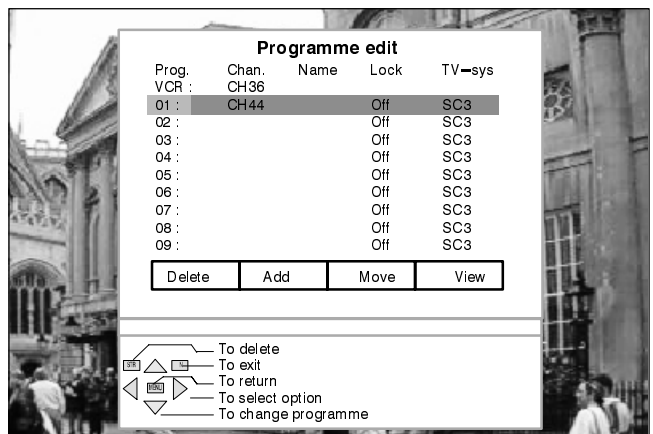 Programme edit
Prog. Chan. Name Lock TV-sys
VCR : CH36
01 : CH44 Off SC3
02 : Off SC3
03 : Off SC3
04 : Off SC3
05 : Off SC3
06 : Off SC3
07 : Off SC3
08 : Off SC3
09 : Off SC3
Delete Add Move View
To delete
STR N To exit
MENU To return
To select option
To change programme